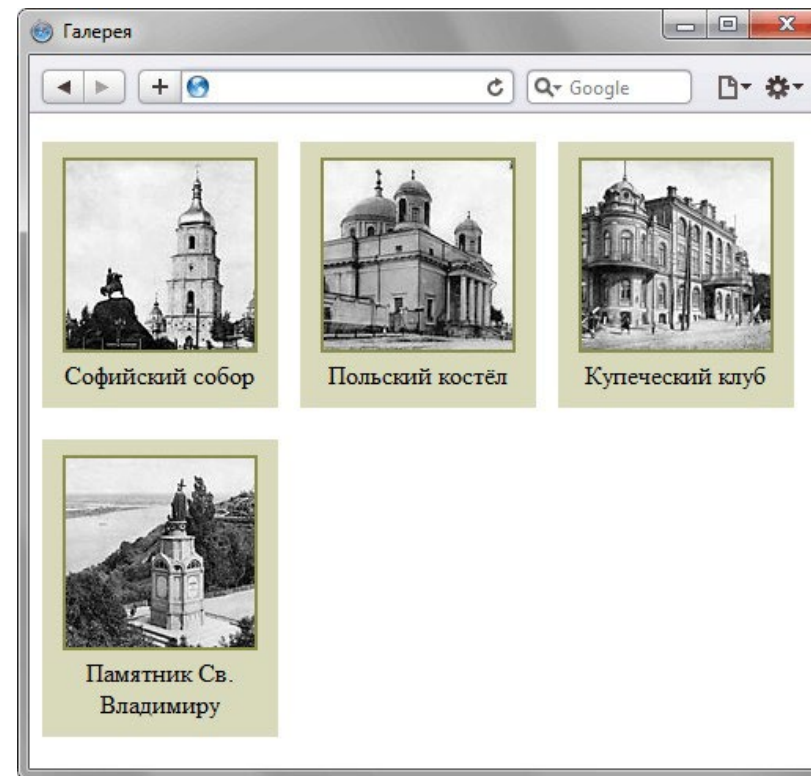 Галерея
Google
Софийский собор
Польский костёл
Купеческий клуб
Памятник Св.
Владимиру